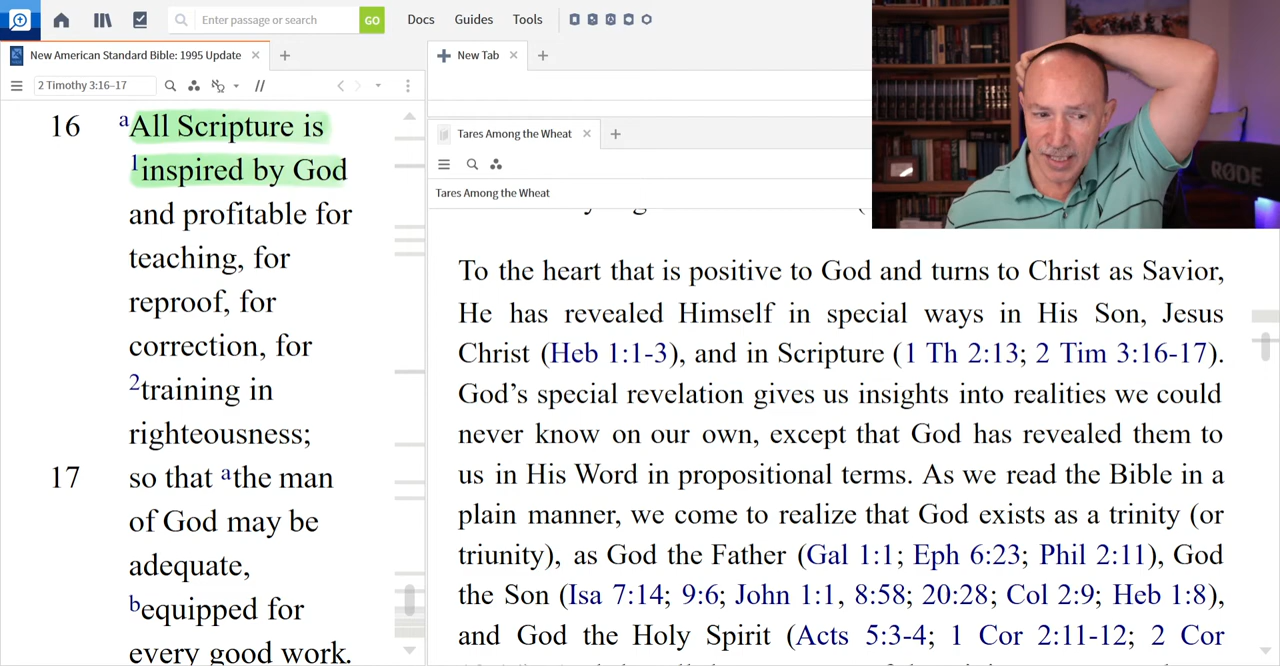 Enter passage or search
GO
Docs
Guides
Tools
New American Standard Bible: 1995 Update
New Tab
2 Timothy 3:16–17
16 aAll Scripture is
1inspired by God
and profitable for
teaching, for
reproof, for
correction, for
2training in
righteousness;
17 so that athe man
of God may be
adequate,
bequipped for
every good work.
Tares Among the Wheat
Tares Among the Wheat
To the heart that is positive to God and turns to Christ as Savior,
He has revealed Himself in special ways in His Son, Jesus
Christ (Heb 1:1-3), and in Scripture (1 Th 2:13; 2 Tim 3:16-17).
God’s special revelation gives us insights into realities we could
never know on our own, except that God has revealed them to
us in His Word in propositional terms. As we read the Bible in a
plain manner, we come to realize that God exists as a trinity (or
triunity), as God the Father (Gal 1:1; Eph 6:23; Phil 2:11), God
the Son (Isa 7:14; 9:6; John 1:1, 8:58; 20:28; Col 2:9; Heb 1:8),
and God the Holy Spirit (Acts 5:3-4; 1 Cor 2:11-12; 2 Cor
RØDE